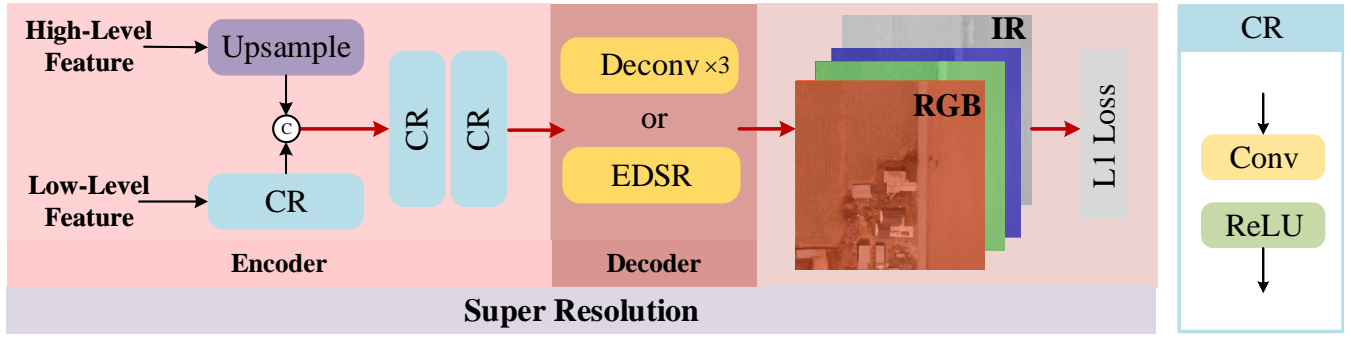 High-Level
Feature
Upsample
C
Low-Level
Feature
CR
CR
CR
Encoder
Deconv ×3
or
EDSR
Decoder
IR
RGB
L1 Loss
Super Resolution
CR
Conv
ReLU